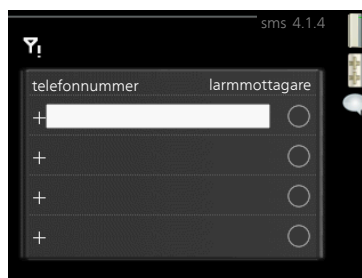 sms 4.1.4
telefonnummer larmmottagare
+
+
+
+